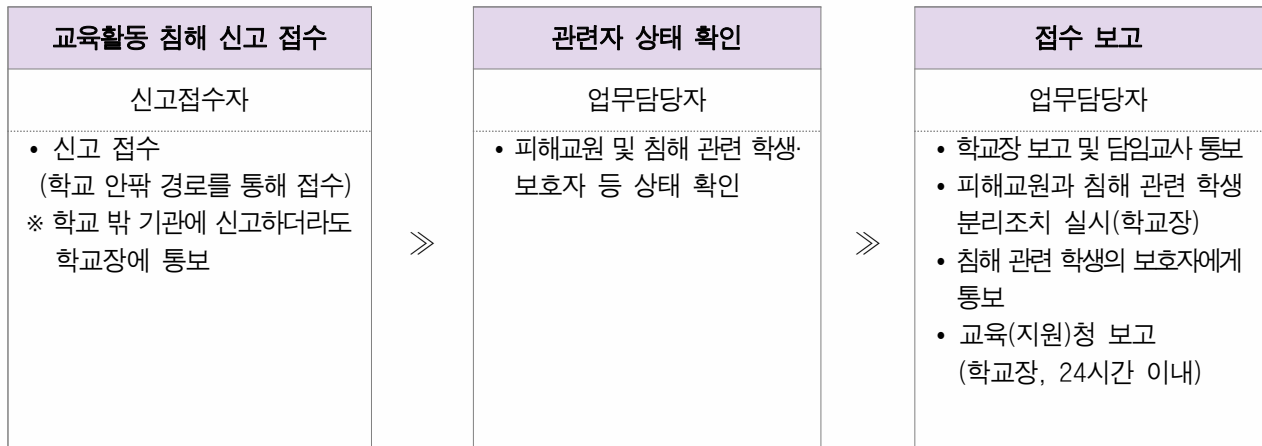 교육활동 침해 신고 접수
신고접수자
• 신고 접수
(학교 안팎 경로를 통해 접수)
※ 학교 밖 기관에 신고하더라도
학교장에 통보
≫
관련자 상태 확인
업무담당자
• 피해교원 및 침해 관련 학생·
보호자 등 상태 확인
≫
접수 보고
업무담당자
• 학교장 보고 및 담임교사 통보
• 피해교원과 침해 관련 학생
분리조치 실시(학교장)
• 침해 관련 학생의 보호자에게
통보
• 교육(지원)청 보고
(학교장, 24시간 이내)